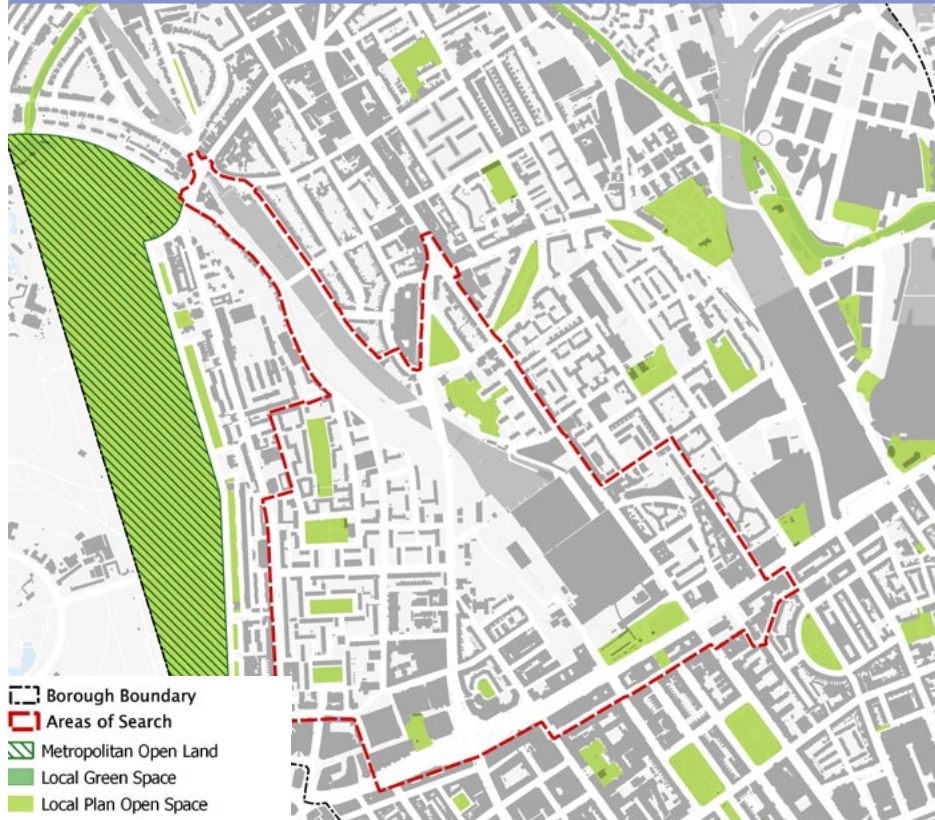 Borough Boundary
Areas of Search
Metropolitan Open Land
Local Green Space
Local Plan Open Space